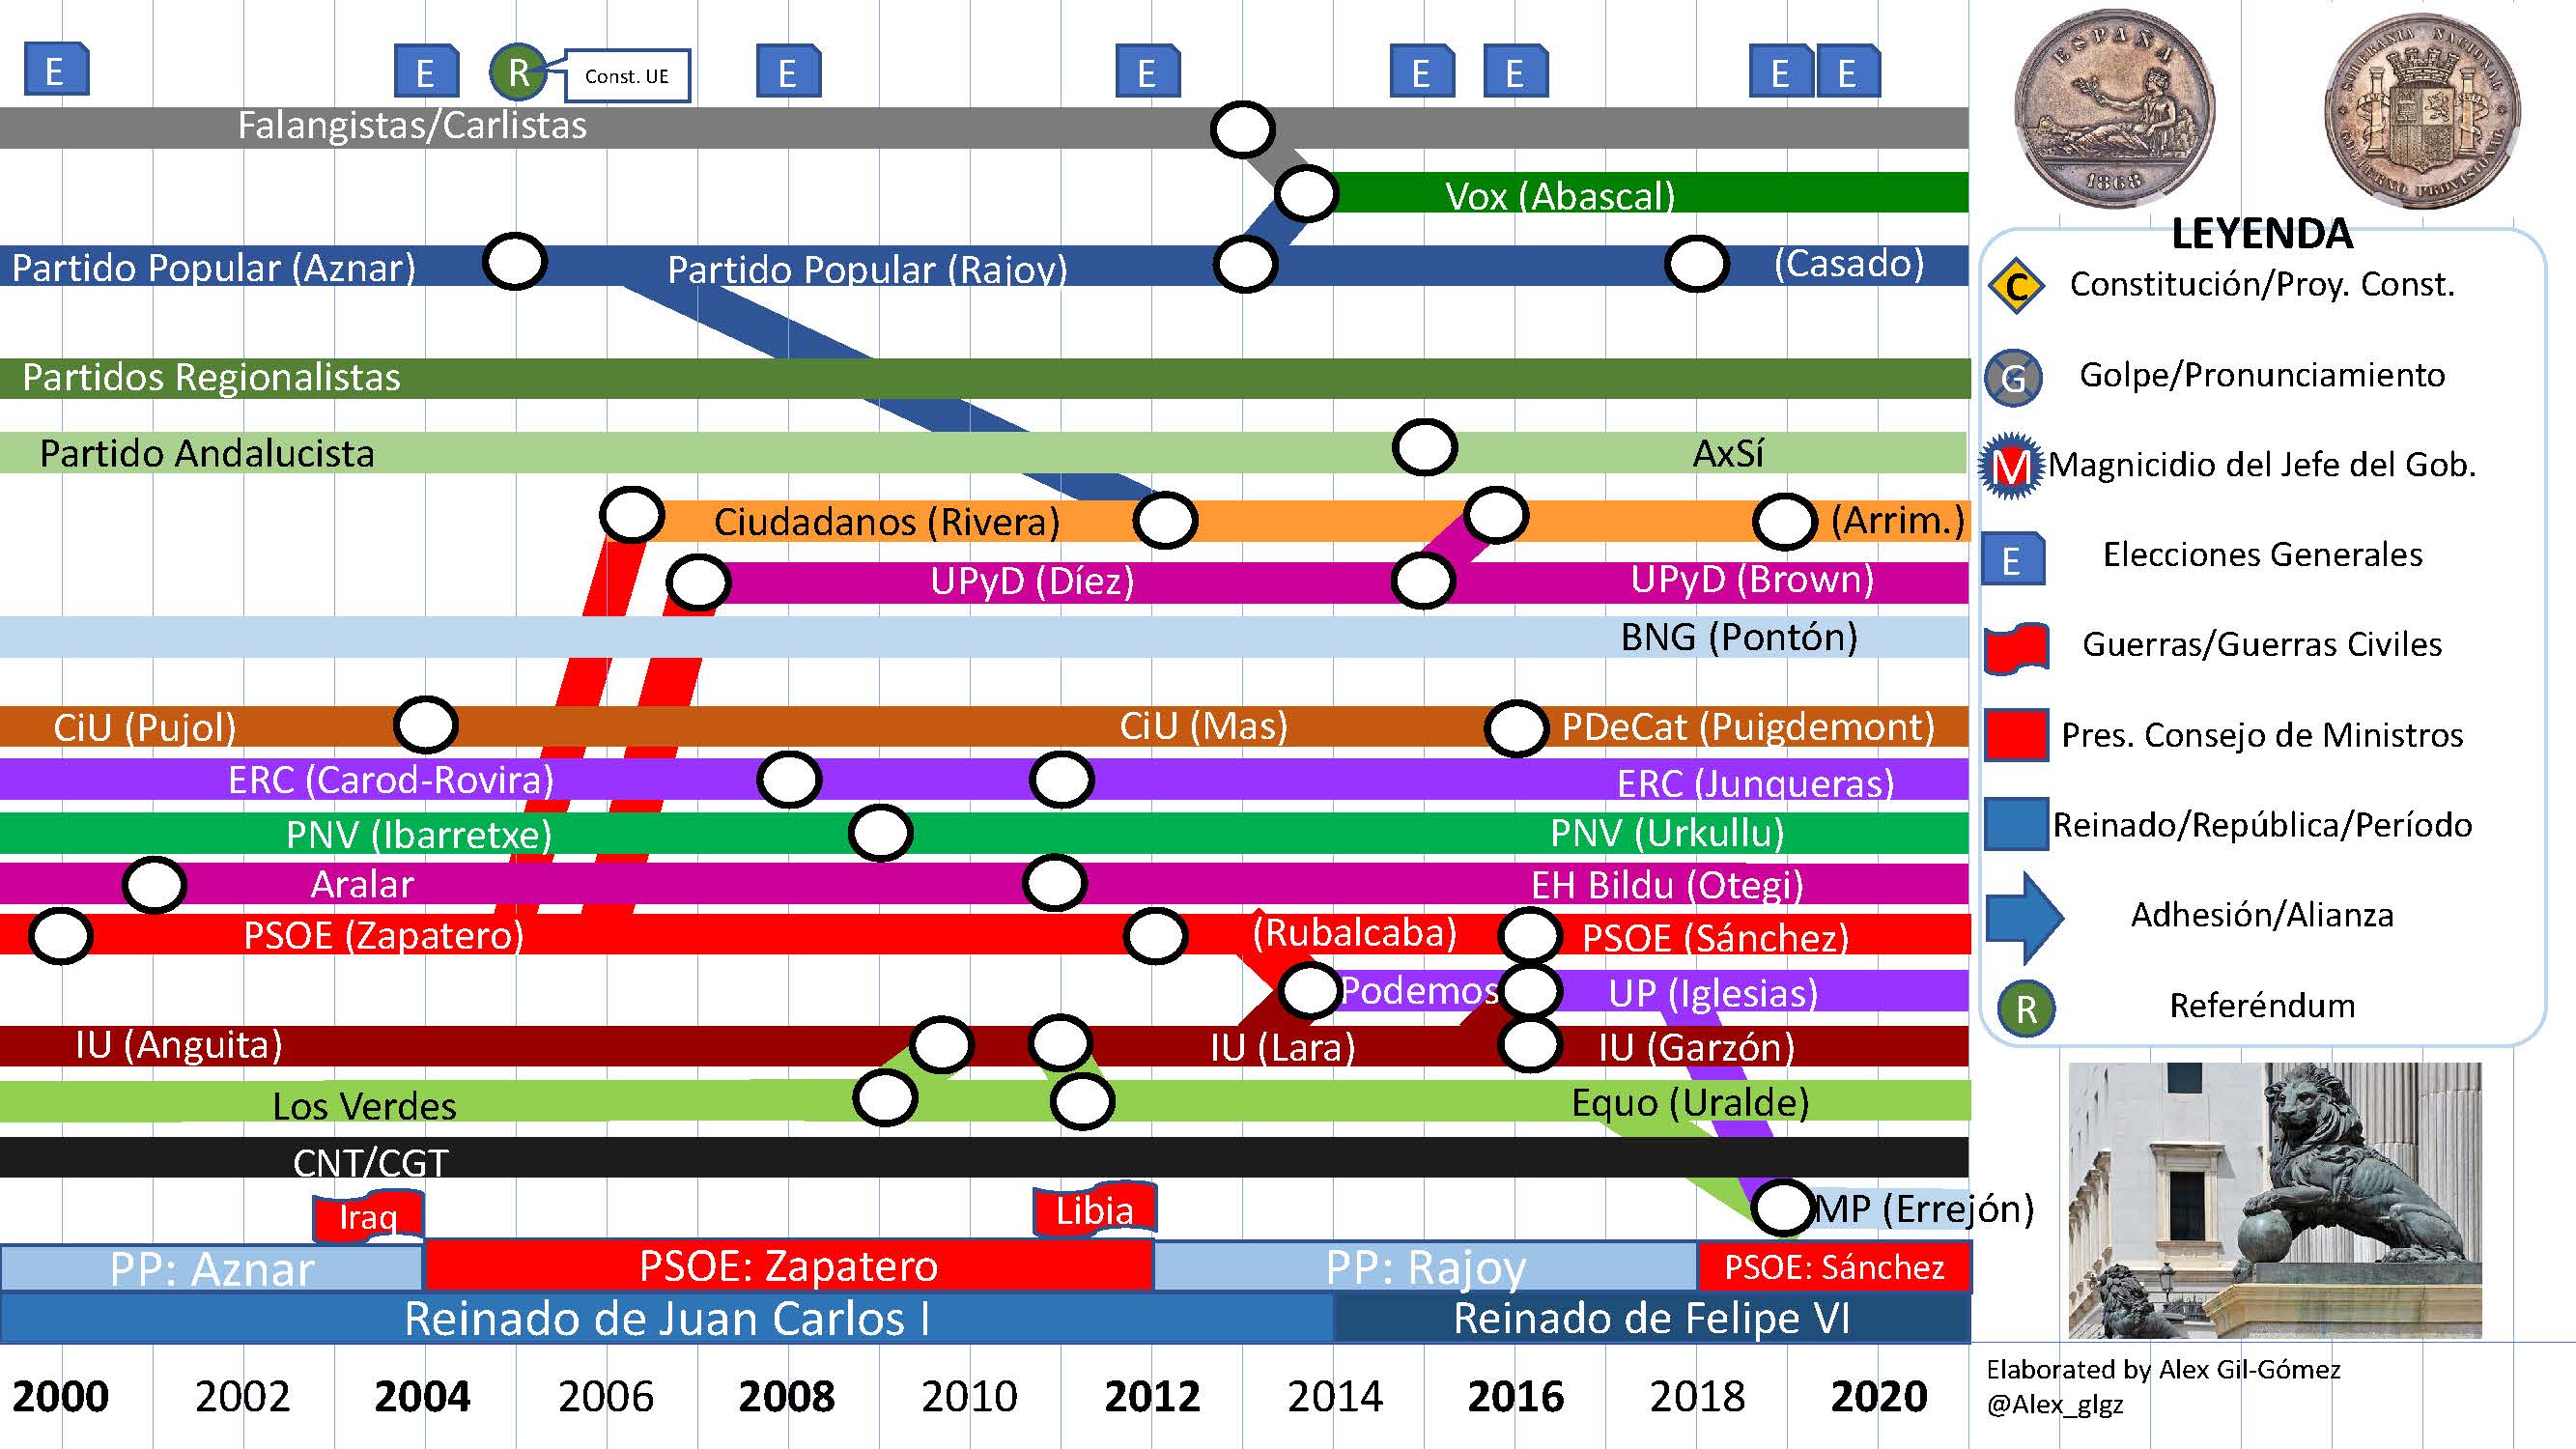 E E R Const. UE E E E E E E
Falangistas/Carlistas
Vox (Abascal)
Partido Popular (Aznar) Partido Popular (Rajoy) (Casado)
Partidos Regionalistas
Partido Andalucista AxSí
Ciudadanos (Rivera) (Arrim.)
UPyD (Díez) UPyD (Brown)
BNG (Pontón)
CiU (Pujol) CiU (Mas) PDeCat (Puigdemont)
ERC (Carod-Rovira) ERC (Junqueras)
PNV (Ibarretxe) PNV (Urkullu)
Aralar EH Bildu (Otegi)
PSOE (Zapatero) (Rubalcaba) PSOE (Sánchez)
Podemos UP (Iglesias)
IU (Anguita) IU (Lara) IU (Garzón)
Los Verdes Equo (Uralde)
CNT/CGT
Iraq Libia MP (Errejón)
PP: Aznar PSOE: Zapatero PP: Rajoy PSOE: Sánchez
Reinado de Juan Carlos I Reinado de Felipe VI
2000 2002 2004 2006 2008 2010 2012 2014 2016 2018 2020
ESPAÑA
1868
SOBERANIA NACIONAL
GOBIERNO PROVISIONAL
LEYENDA
C Constitución/Proy. Const.
G Golpe/Pronunciamiento
M Magnicidio del Jefe del Gob.
E Elecciones Generales
Guerras/Guerras Civiles
Pres. Consejo de Ministros
Reinado/República/Período
Adhesión/Alianza
R Referéndum
Elaborated by Alex Gil-Gómez
@Alex_glgz